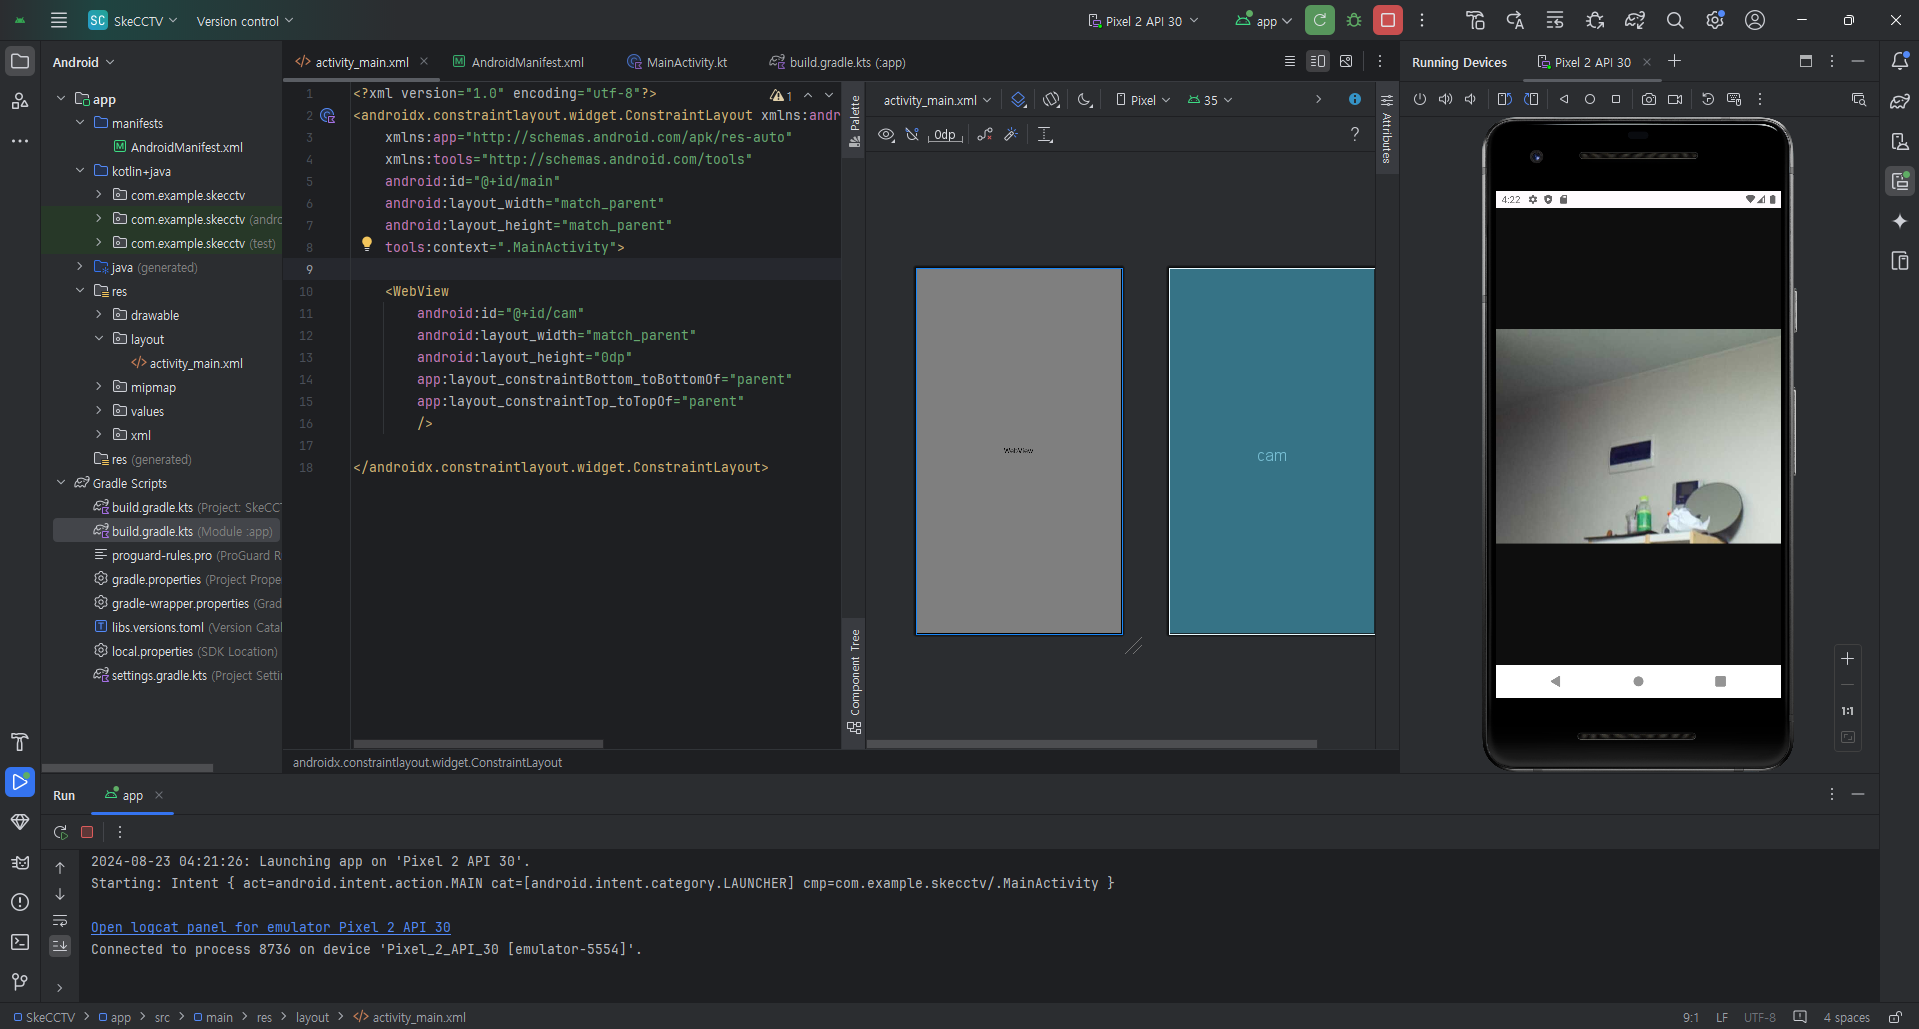 SC SkeCCTV Version control Pixel 2 API 30 app
Android
app
manifests
AndroidManifest.xml
kotlin+java
com.example.skecctv
com.example.skecctv (andro
com.example.skecctv (test)
java (generated)
res
drawable
layout
activity_main.xml
mipmap
values
xml
res (generated)
Gradle Scripts
build.gradle.kts (Project: SkeCC
build.gradle.kts (Module :app)
proguard-rules.pro (ProGuard R
gradle.properties (Project Prope
gradle-wrapper.properties (Grad
libs.versions.toml (Version Catal
local.properties (SDK Location)
settings.gradle.kts (Project Setti
activity_main.xml AndroidManifest.xml MainActivity.kt build.gradle.kts (:app)
1 <?xml version="1.0" encoding="utf-8"?> 1
2 <androidx.constraintlayout.widget.ConstraintLayout xmlns:andr
3 xmlns:app="http://schemas.android.com/apk/res-auto"
4 xmlns:tools="http://schemas.android.com/tools"
5 android:id="@+id/main"
6 android:layout_width="match_parent"
7 android:layout_height="match_parent"
8 tools:context=".MainActivity">
9
10 <WebView
11 android:id="@+id/cam"
12 android:layout_width="match_parent"
13 android:layout_height="0dp"
14 app:layout_constraintBottom_toBottomOf="parent"
15 app:layout_constraintTop_toTopOf="parent"
16 />
17
18 </androidx.constraintlayout.widget.ConstraintLayout>
androidx.constraintlayout.widget.ConstraintLayout
Palette
Component Tree
activity_main.xml Pixel 35
0dp ?
WebView
cam
Attributes
Running Devices Pixel 2 API 30
4:22
1:1
Run app
2024-08-23 04:21:26: Launching app on 'Pixel 2 API 30'.
Starting: Intent { act=android.intent.action.MAIN cat=[android.intent.category.LAUNCHER] cmp=com.example.skecctv/.MainActivity }
Open logcat panel for emulator Pixel 2 API 30
Connected to process 8736 on device 'Pixel_2_API_30 [emulator-5554]'.
SkeCCTV > app > src > main > res > layout > activity_main.xml 9:1 LF UTF-8 4 spaces